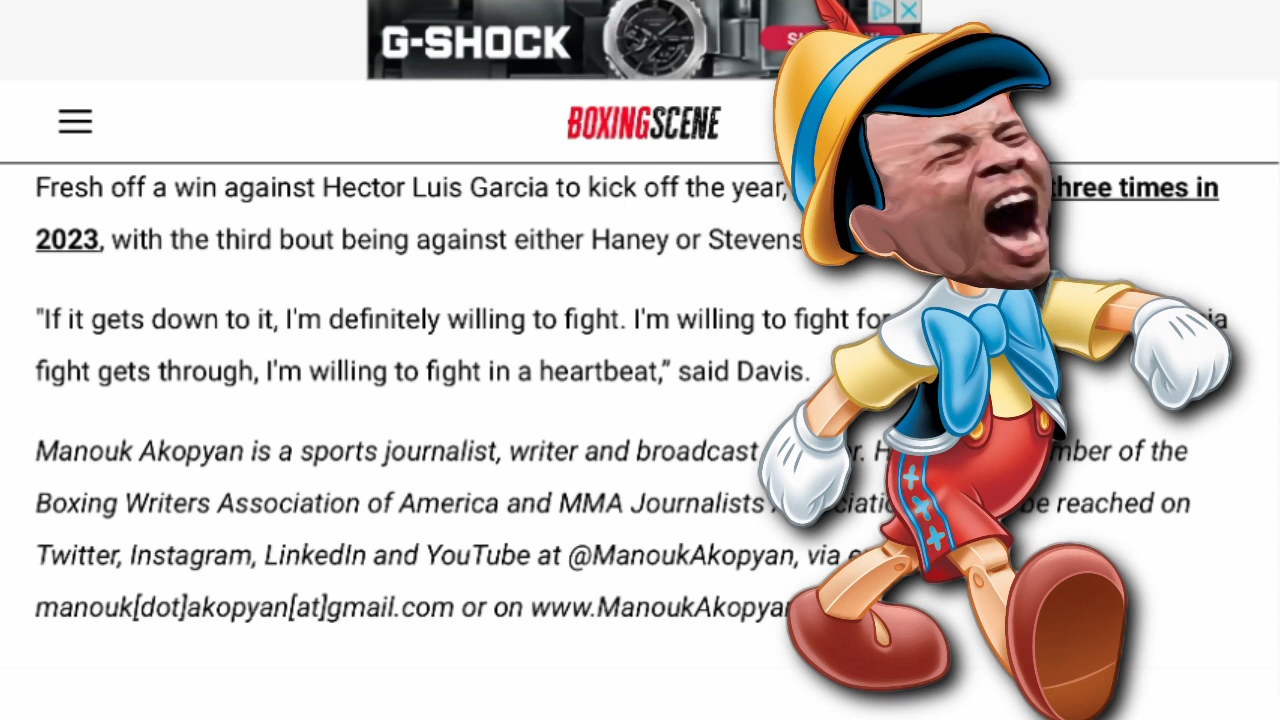 G-SHOCK
BOXINGSCENE
Fresh off a win against Hector Luis Garcia to kick off the year, three times in
2023, with the third bout being against either Haney or
"If it gets down to it, I'm definitely willing to fight. I'm willing to fight for
fight gets through, I'm willing to fight in a heartbeat,” said Davis.
Manouk Akopyan is a sports journalist, writer and broadcast of the
Boxing Writers Association of America and MMA Journalists be reached on
Twitter, Instagram, LinkedIn and YouTube at @ManoukAkopyan, via
manouk[dot]akopyan[at]gmail.com or on